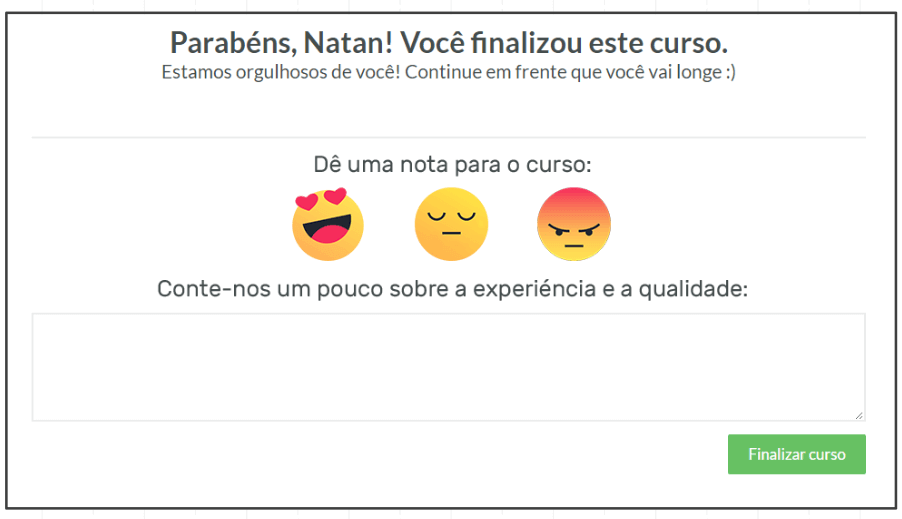 Parabéns, Natan! Você finalizou este curso.
Estamos orgulhosos de você! Continue em frente que você vai longe :)
Dê uma nota para o curso:
Conte-nos um pouco sobre a experiéncia e a qualidade:
Finalizar curso